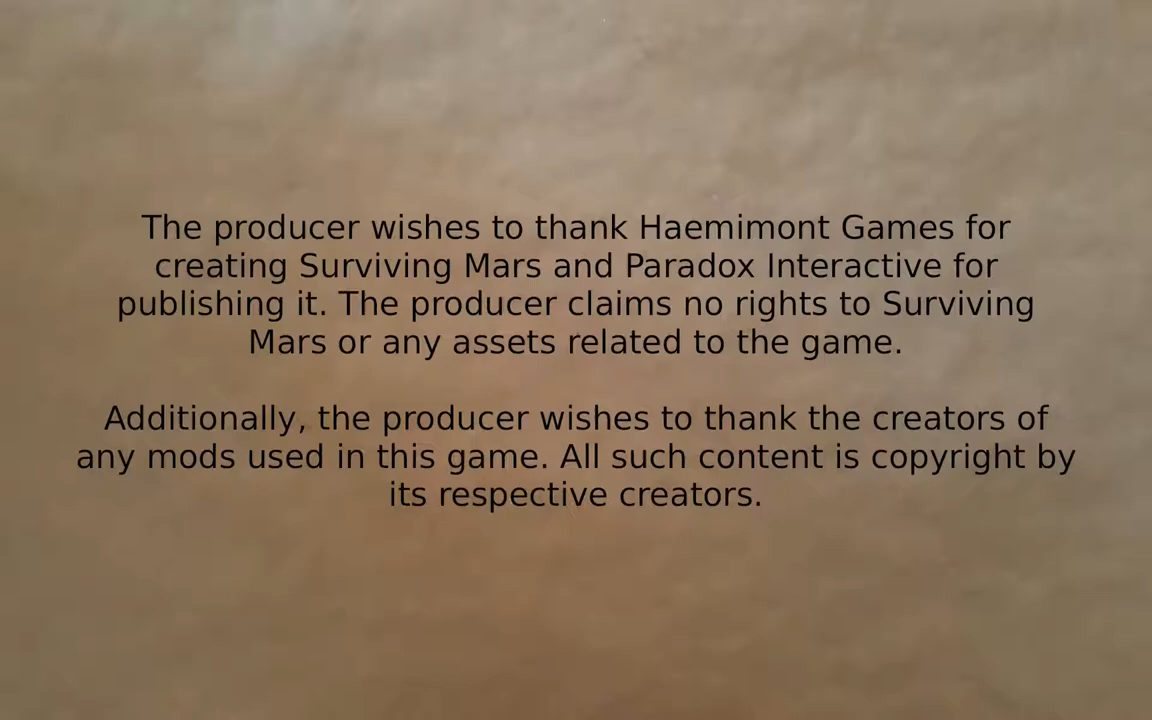 The producer wishes to thank Haemimont Games for
creating Surviving Mars and Paradox Interactive for
publishing it. The producer claims no rights to Surviving
Mars or any assets related to the game.
Additionally, the producer wishes to thank the creators of
any mods used in this game. All such content is copyright by
its respective creators.